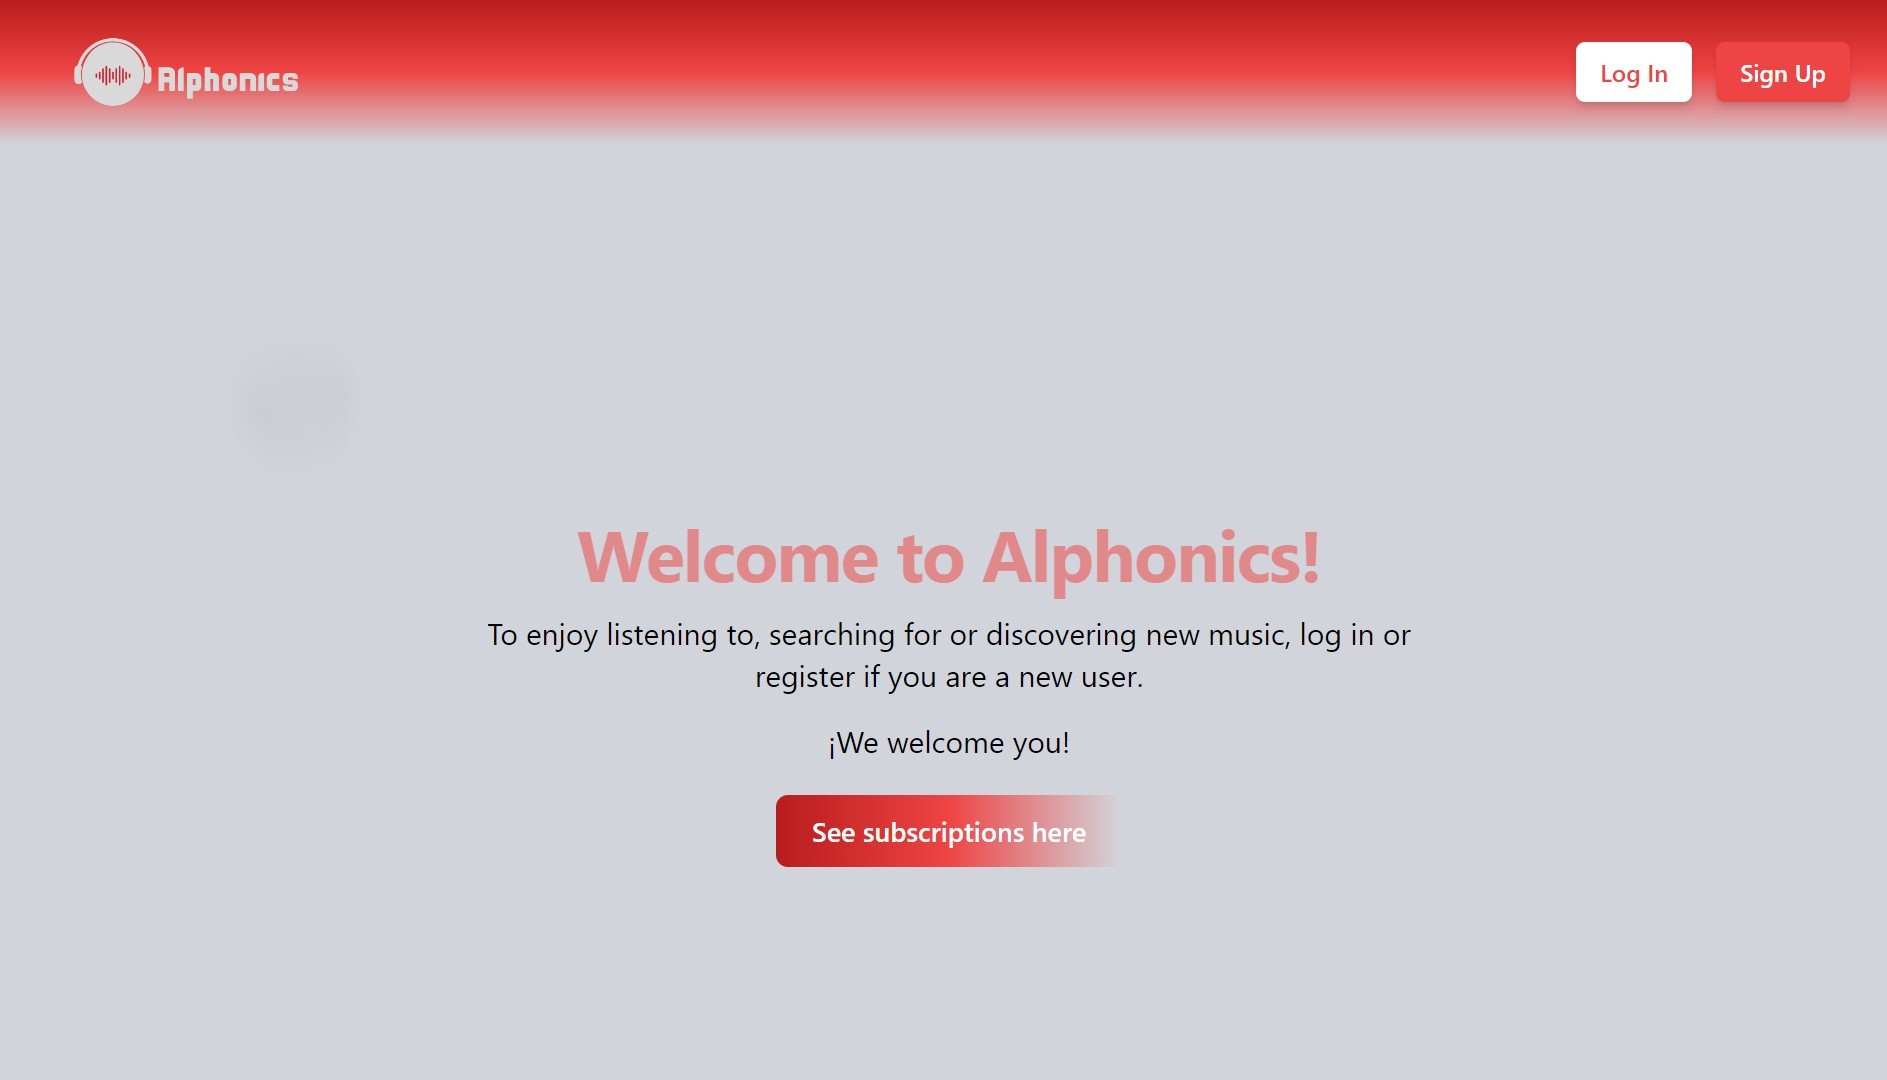 Alphonics
Log In
Sign Up
Welcome to Alphonics!
To enjoy listening to, searching for or discovering new music, log in or
register if you are a new user.
¡We welcome you!
See subscriptions here